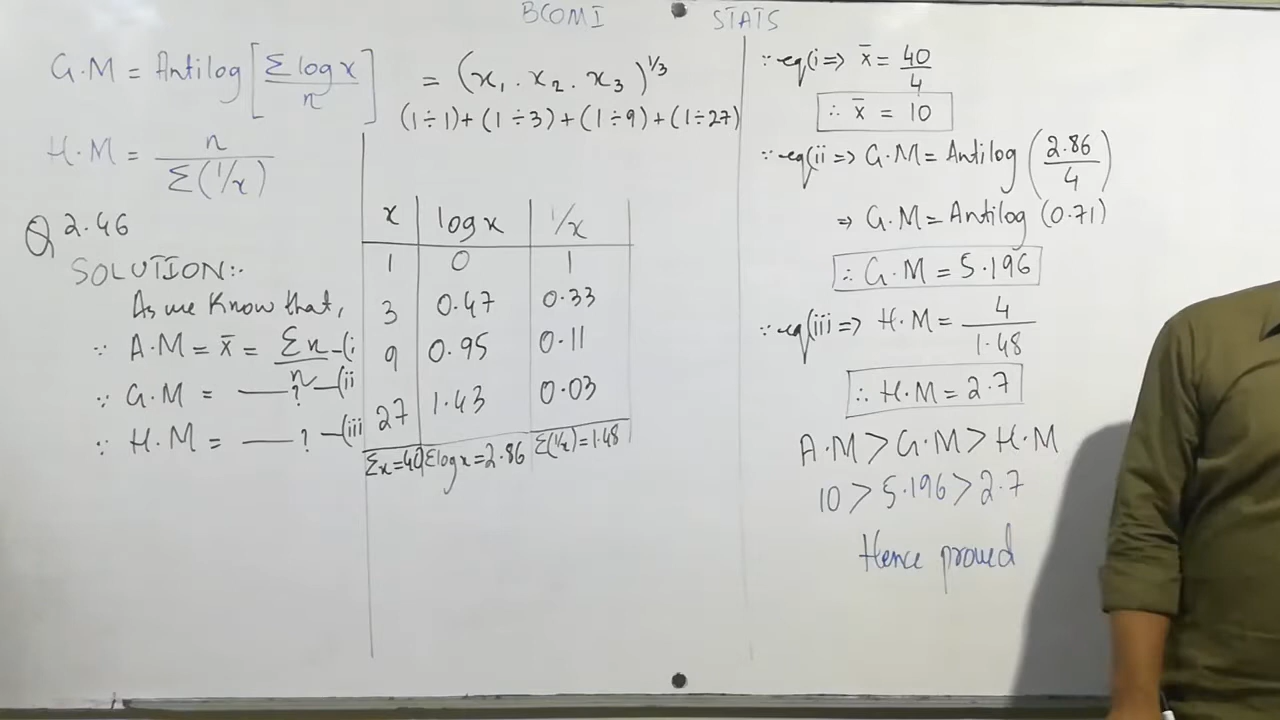 BCOM I STATS
G.M = Antilog [Σ log x / n] = (x₁ . x₂ . x₃)^1/3
(1÷1)+(1÷3)+(1÷9)+(1÷27)
H.M = n / Σ(1/x)
Q 2.46
SOLUTION:-
As we know that,
∵ A.M = x̄ = Σx / n —(i
∵ G.M = —— ? —(ii
∵ H.M = —— ? —(iii
x log x 1/x
1 0 1
3 0.47 0.33
9 0.95 0.11
27 1.43 0.03
Σx=40 Σlogx=2.86 Σ(1/x)=1.48
∵ eq(i => x̄ = 40/4
∴ x̄ = 10
∵ eq(ii => G.M = Antilog (2.86/4)
=> G.M = Antilog (0.71)
∴ G.M = 5.196
∵ eq(iii => H.M = 4/1.48
∴ H.M = 2.7
A.M > G.M > H.M
10 > 5.196 > 2.7
Hence proved